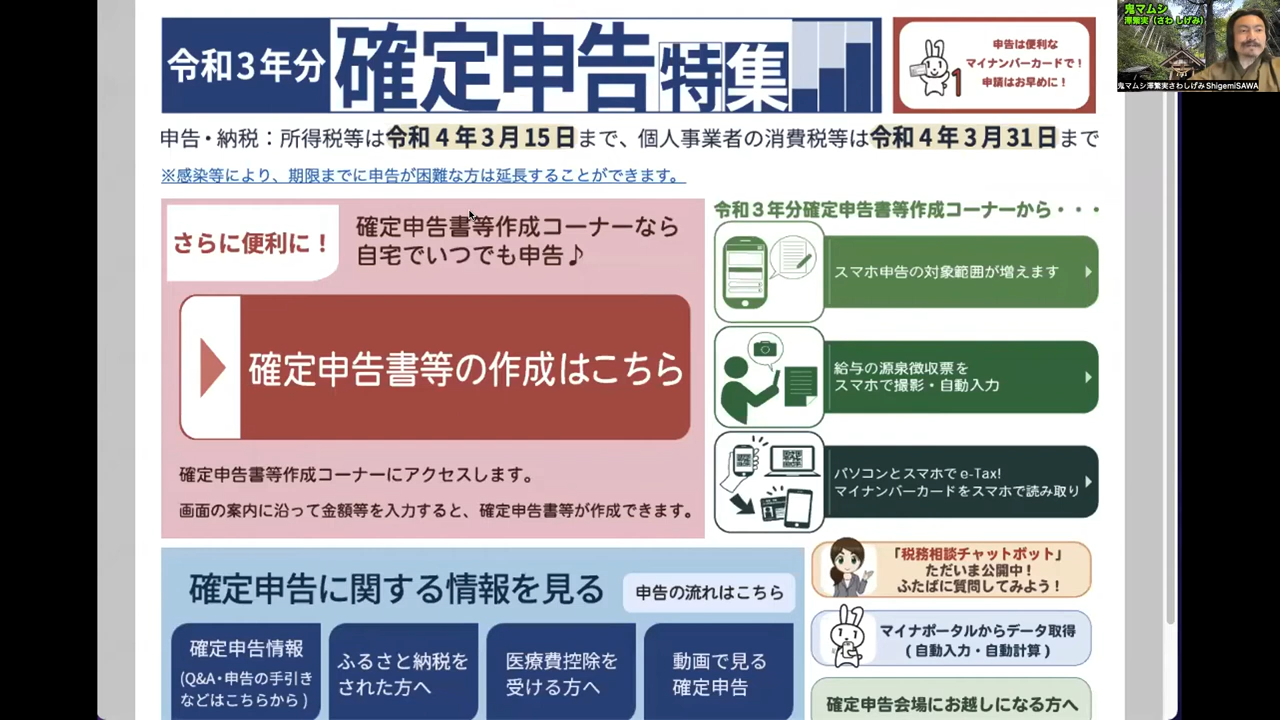 令和3年分
確定申告特集
申告は便利な
マイナンバーカードで！
申請はお早めに！
鬼マムシ
澤繁実（さわ しげみ）
鬼マムシ澤繁実さわしげみShigemiSAWA
申告・納税：所得税等は令和4年3月15日まで、個人事業者の消費税等は令和4年3月31日まで
※感染等により、期限までに申告が困難な方は延長することができます。
さらに便利に！
確定申告書等作成コーナーなら
自宅でいつでも申告♪
確定申告書等の作成はこちら
確定申告書等作成コーナーにアクセスします。
画面の案内に沿って金額等を入力すると、確定申告書等が作成できます。
令和３年分確定申告書等作成コーナーから・・・
スマホ申告の対象範囲が増えます
給与の源泉徴収票を
スマホで撮影・自動入力
パソコンとスマホで e-Tax!
マイナンバーカードをスマホで読み取り
確定申告に関する情報を見る
申告の流れはこちら
確定申告情報
(Q&A・申告の手引き
などはこちらから)
ふるさと納税を
された方へ
医療費控除を
受ける方へ
動画で見る
確定申告
「税務相談チャットボット」
ただいま公開中！
ふたばに質問してみよう！
マイナポータルからデータ取得
(自動入力・自動計算)
確定申告会場にお越しになる方へ